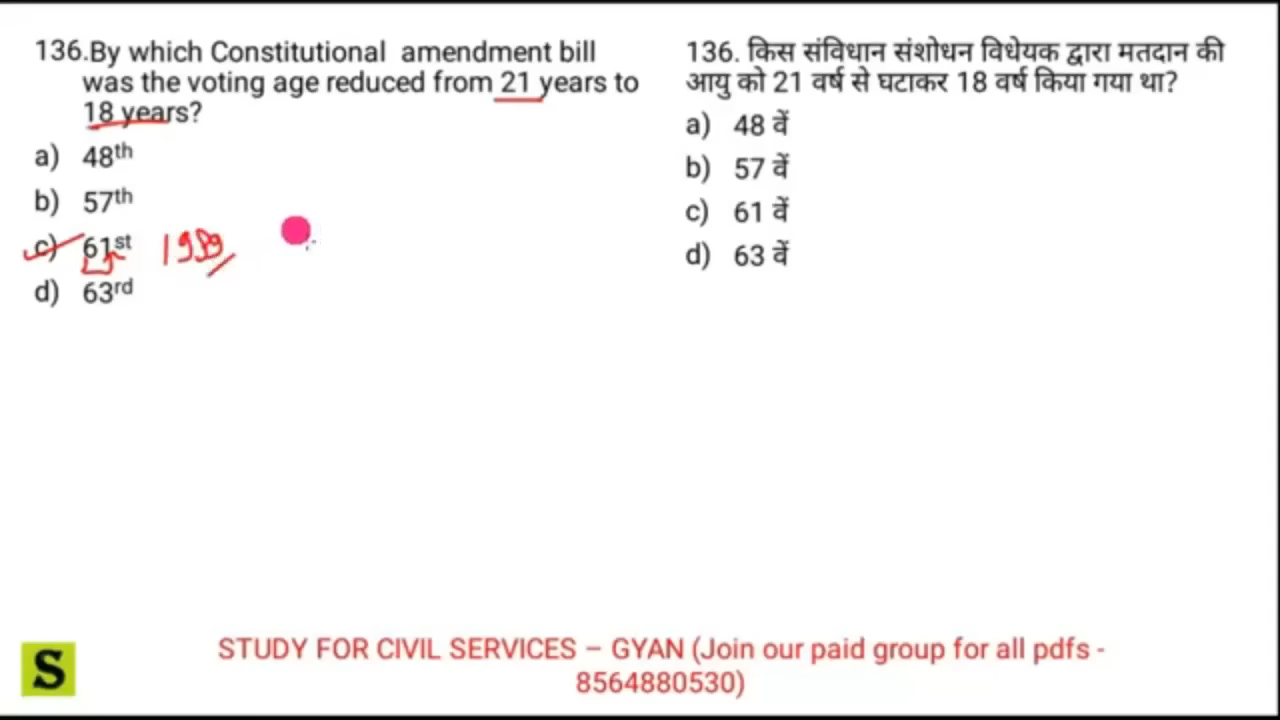 136.By which Constitutional amendment bill
was the voting age reduced from 21 years to
18 years?
a) 48th
b) 57th
c) 61st 1989
d) 63rd
136. किस संविधान संशोधन विधेयक द्वारा मतदान की
आयु को 21 वर्ष से घटाकर 18 वर्ष किया गया था?
a) 48 वें
b) 57 वें
c) 61 वें
d) 63 वें
S
STUDY FOR CIVIL SERVICES – GYAN (Join our paid group for all pdfs -
8564880530)